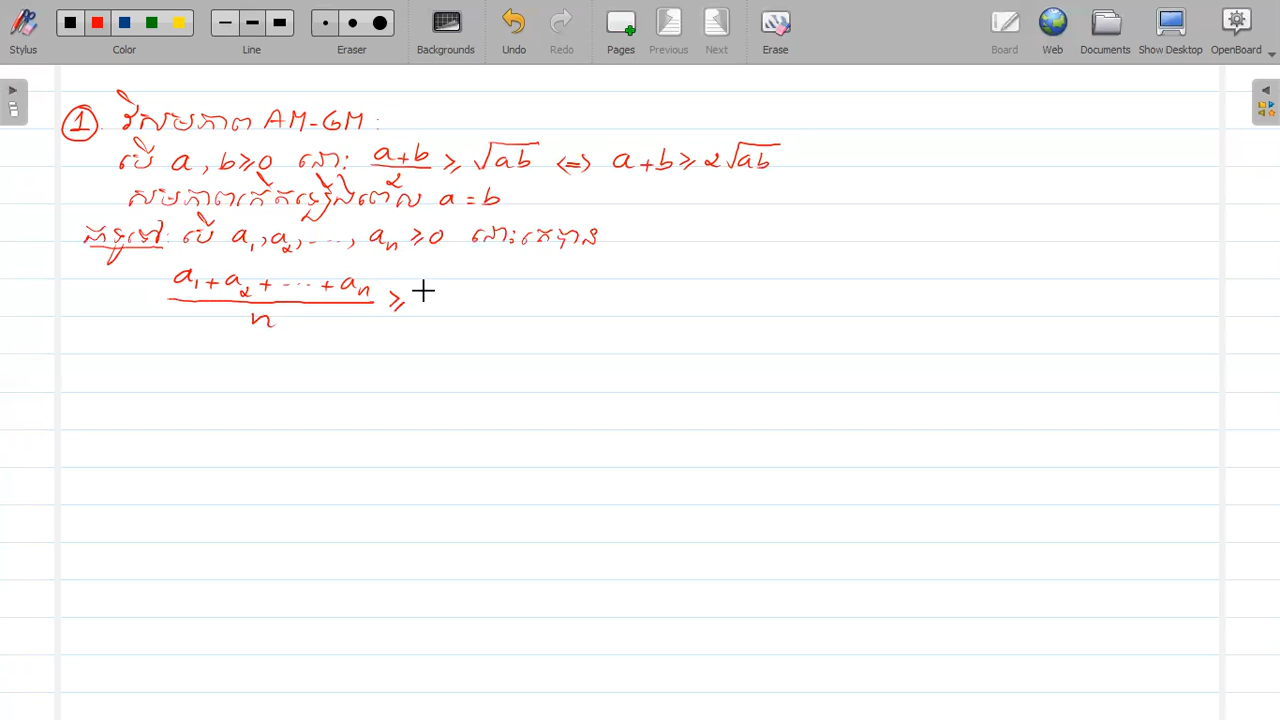 Stylus Color Line Eraser Backgrounds Undo Redo Pages Previous Next Erase Board Web Documents Show Desktop OpenBoard
① វិសមភាព AM-GM :
បើ a , b ≥ 0 នោះ (a+b)/2 ≥ √ab ⇔ a+b ≥ 2√ab
សមភាពកើតឡើងពេល a = b
ជាទូទៅ: បើ a₁, a₂, ...., aₙ ≥ 0 នោះគេបាន
(a₁ + a₂ + ···· + aₙ)/n ≥